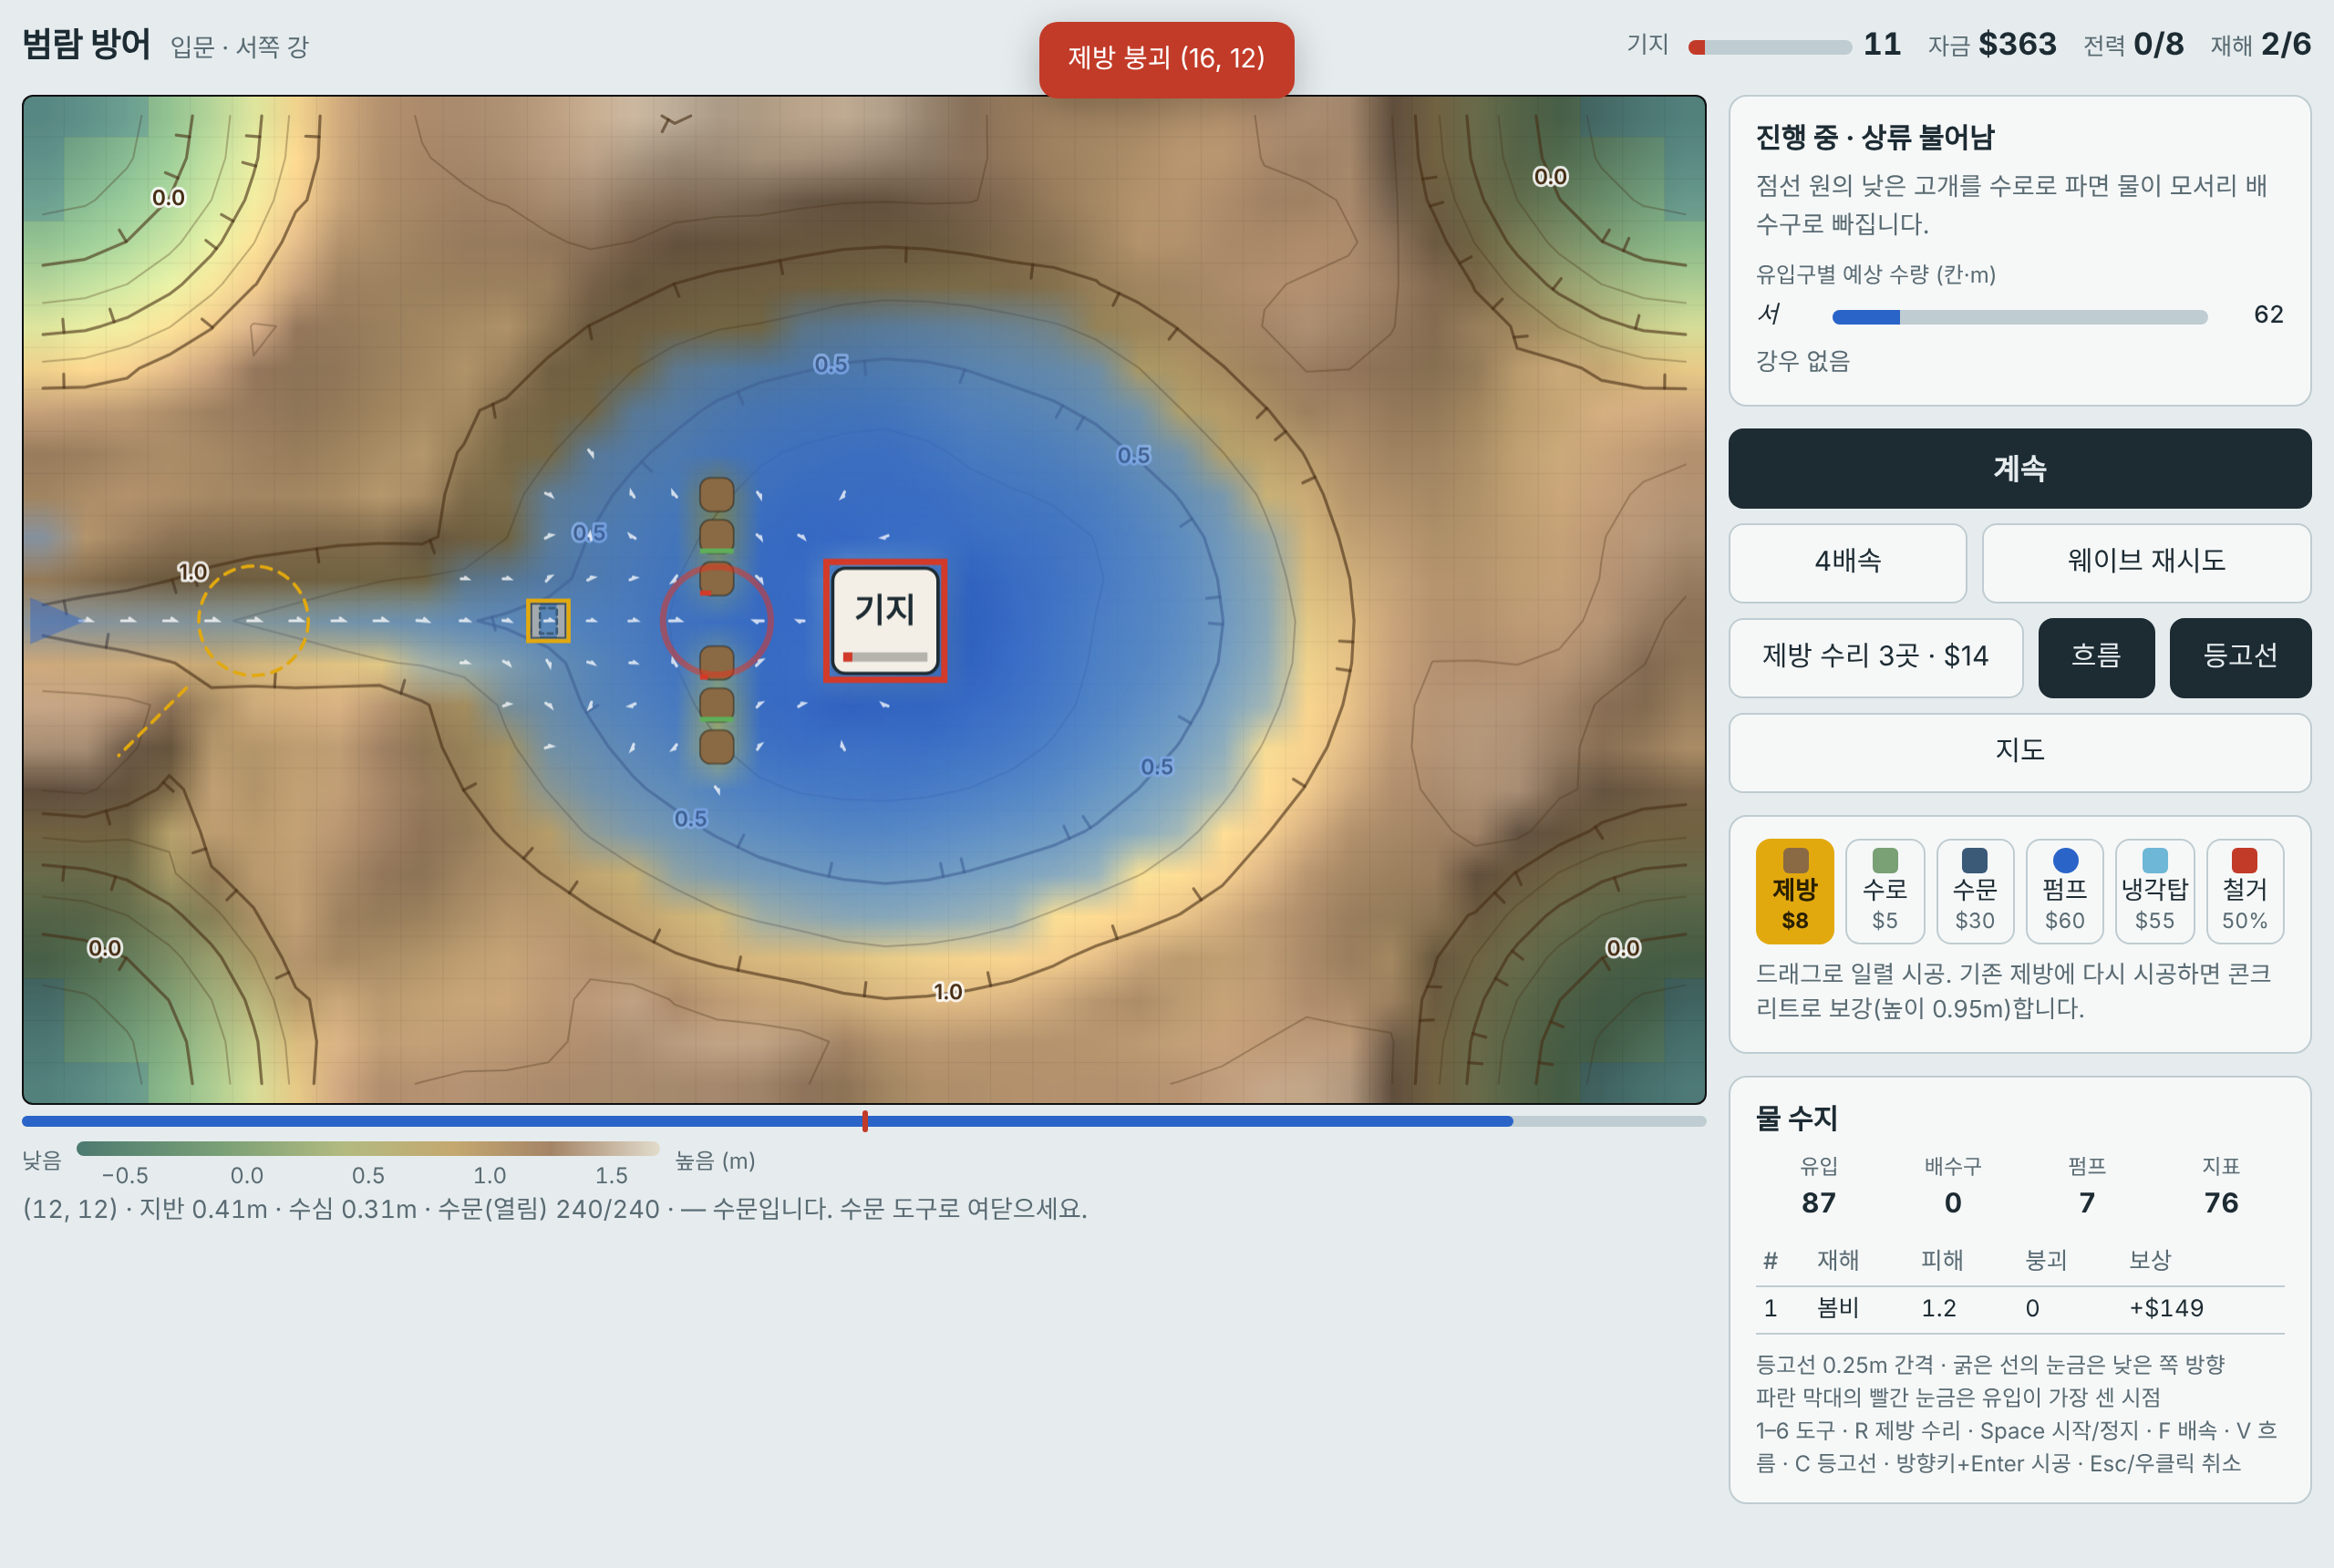 범람 방어 입문 · 서쪽 강
제방 붕괴 (16, 12)
기지 11 자금 $363 전력 0/8 재해 2/6
0.0
0.0
0.5
0.5
0.5
1.0
기지
0.5
0.5
0.0
0.0
1.0
낮음 −0.5 0.0 0.5 1.0 1.5 높음 (m)
(12, 12) · 지반 0.41m · 수심 0.31m · 수문(열림) 240/240 · — 수문입니다. 수문 도구로 여닫으세요.
진행 중 · 상류 불어남
점선 원의 낮은 고개를 수로로 파면 물이 모서리 배
수구로 빠집니다.
유입구별 예상 수량 (칸·m)
서 62
강우 없음
계속
4배속 웨이브 재시도
제방 수리 3곳 · $14 흐름 등고선
지도
제방 수로 수문 펌프 냉각탑 철거
$8 $5 $30 $60 $55 50%
드래그로 일렬 시공. 기존 제방에 다시 시공하면 콘크
리트로 보강(높이 0.95m)합니다.
물 수지
유입 배수구 펌프 지표
87 0 7 76
# 재해 피해 붕괴 보상
1 봄비 1.2 0 +$149
등고선 0.25m 간격 · 굵은 선의 눈금은 낮은 쪽 방향
파란 막대의 빨간 눈금은 유입이 가장 센 시점
1–6 도구 · R 제방 수리 · Space 시작/정지 · F 배속 · V 흐
름 · C 등고선 · 방향키+Enter 시공 · Esc/우클릭 취소